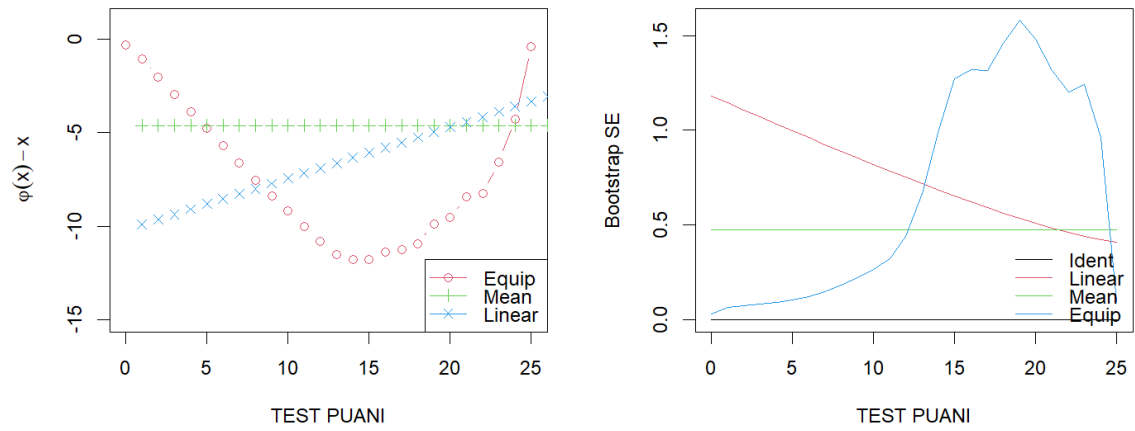 φ(x) − x
0
-5
-10
-15
Equip
Mean
Linear
0 5 10 15 20 25
TEST PUANI
Bootstrap SE
1.5
1.0
0.5
0.0
Ident
Linear
Mean
Equip
0 5 10 15 20 25
TEST PUANI